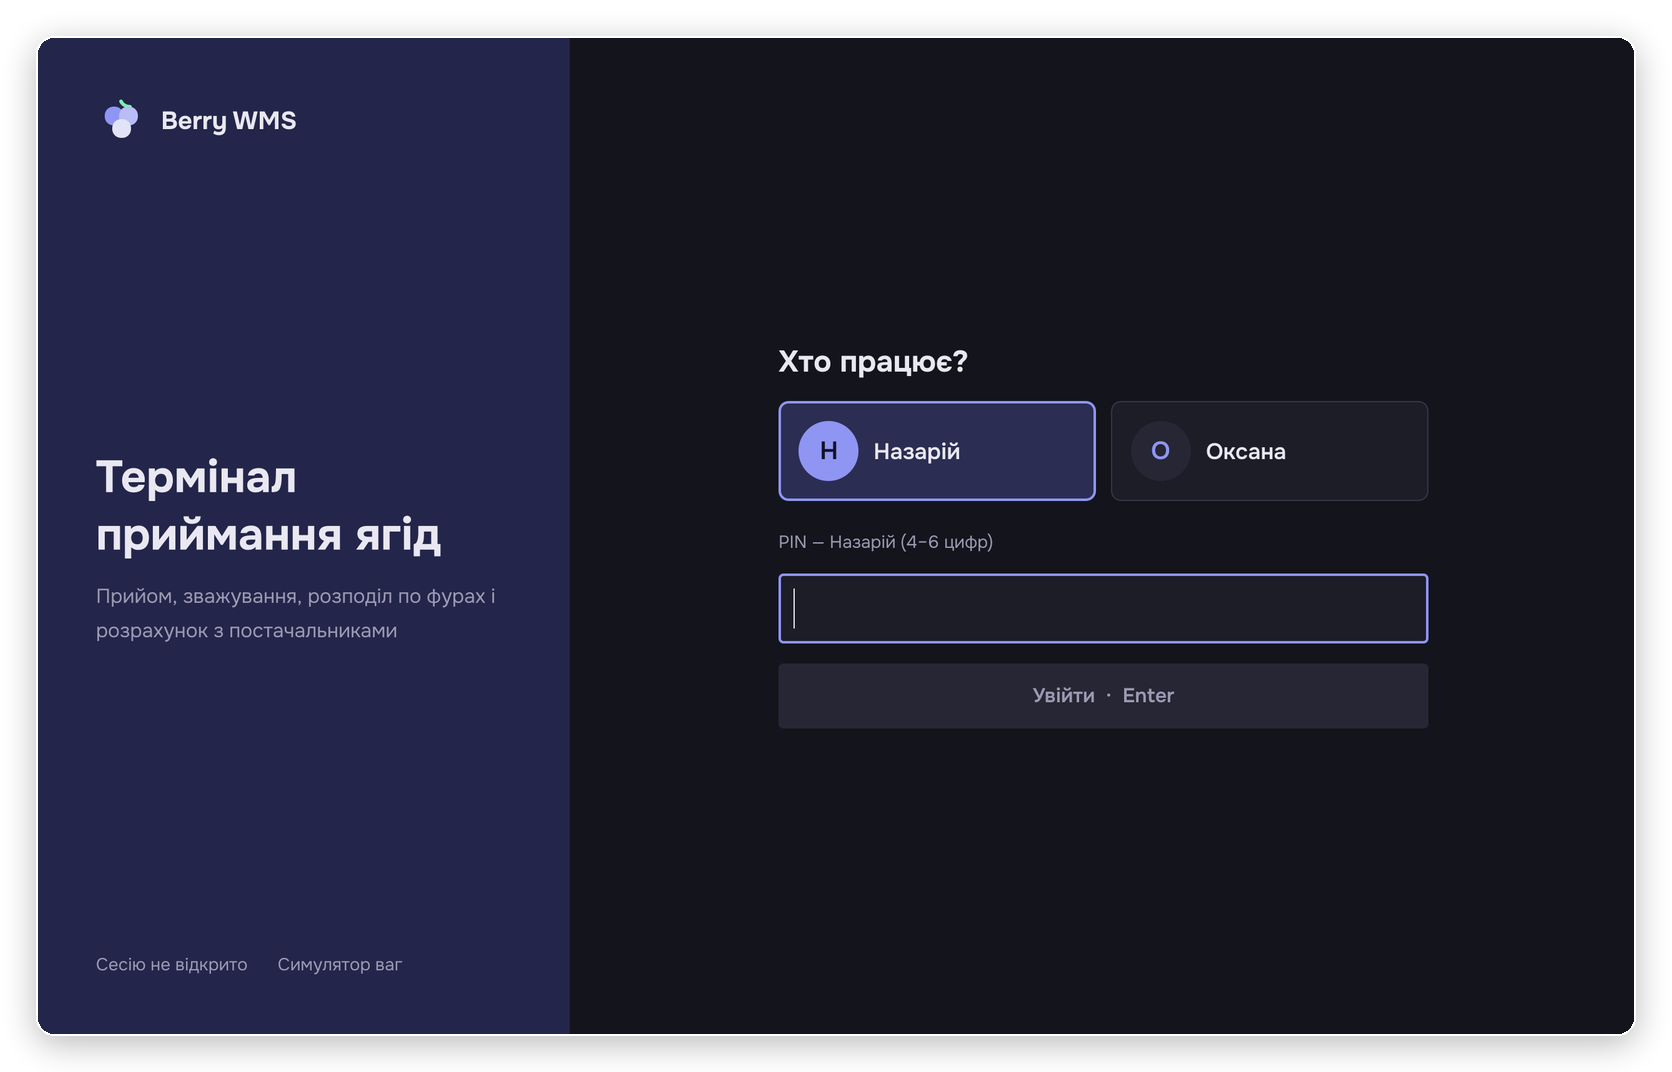 Berry WMS
Термінал
приймання ягід
Прийом, зважування, розподіл по фурах і
розрахунок з постачальниками
Сесію не відкрито
Симулятор ваг
Хто працює?
Н Назарій
О Оксана
PIN — Назарій (4–6 цифр)
Увійти · Enter